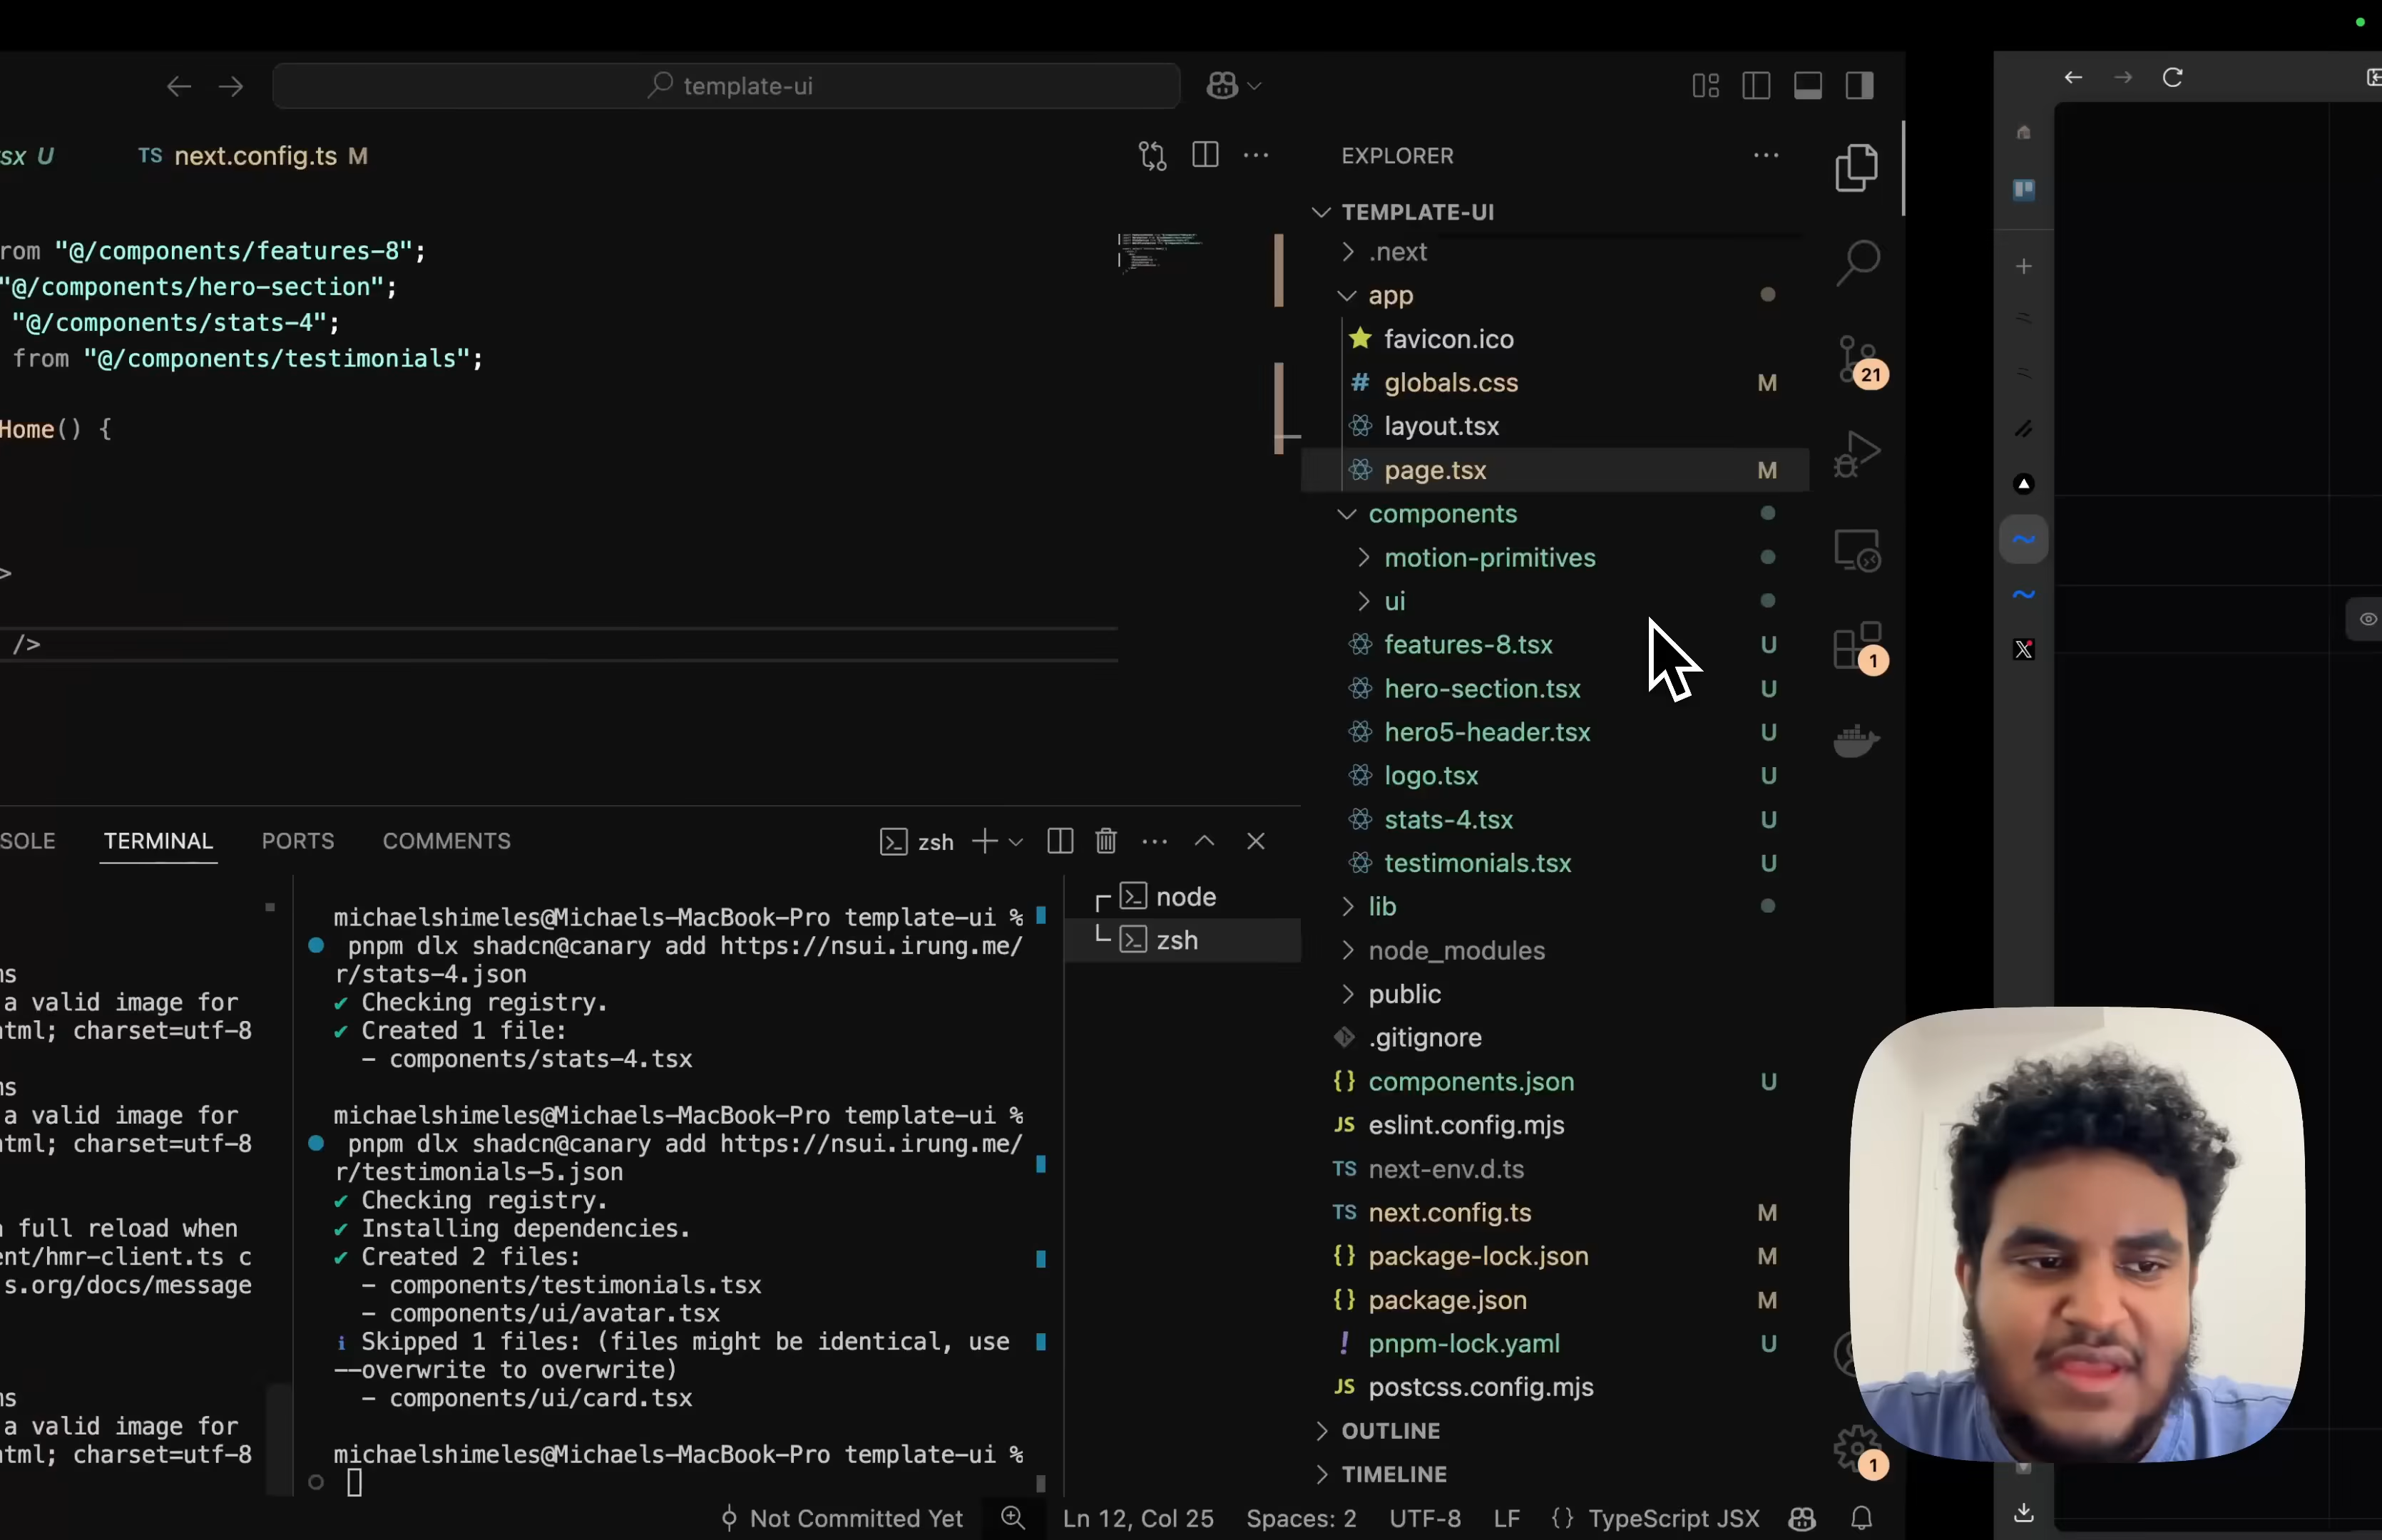 template-ui
sx U
TS next.config.ts M
rom "@/components/features-8";
"@/components/hero-section";
"@/components/stats-4";
from "@/components/testimonials";
Home() {
>
/>
EXPLORER
TEMPLATE-UI
.next
app
favicon.ico
# globals.css M
layout.tsx
page.tsx M
components
motion-primitives
ui
features-8.tsx U
hero-section.tsx U
hero5-header.tsx U
logo.tsx U
stats-4.tsx U
testimonials.tsx U
lib
node_modules
public
.gitignore
{} components.json U
JS eslint.config.mjs
TS next-env.d.ts
TS next.config.ts M
{} package-lock.json M
{} package.json M
! pnpm-lock.yaml U
JS postcss.config.mjs
OUTLINE
TIMELINE
21
1
1
SOLE TERMINAL PORTS COMMENTS
zsh
node
zsh
ms
a valid image for
tml; charset=utf-8
ms
a valid image for
tml; charset=utf-8
full reload when
ent/hmr-client.ts c
s.org/docs/message
ms
a valid image for
tml; charset=utf-8
michaelshimeles@Michaels-MacBook-Pro template-ui %
pnpm dlx shadcn@canary add https://nsui.irung.me/
r/stats-4.json
✔ Checking registry.
✔ Created 1 file:
- components/stats-4.tsx
michaelshimeles@Michaels-MacBook-Pro template-ui %
pnpm dlx shadcn@canary add https://nsui.irung.me/
r/testimonials-5.json
✔ Checking registry.
✔ Installing dependencies.
✔ Created 2 files:
- components/testimonials.tsx
- components/ui/avatar.tsx
i Skipped 1 files: (files might be identical, use
--overwrite to overwrite)
- components/ui/card.tsx
michaelshimeles@Michaels-MacBook-Pro template-ui %
Not Committed Yet Ln 12, Col 25 Spaces: 2 UTF-8 LF {} TypeScript JSX